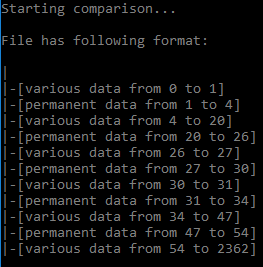 Starting comparison...
File has following format:
|
|-[various data from 0 to 1]
|-[permanent data from 1 to 4]
|-[various data from 4 to 20]
|-[permanent data from 20 to 26]
|-[various data from 26 to 27]
|-[permanent data from 27 to 30]
|-[various data from 30 to 31]
|-[permanent data from 31 to 34]
|-[various data from 34 to 47]
|-[permanent data from 47 to 54]
|-[various data from 54 to 2362]